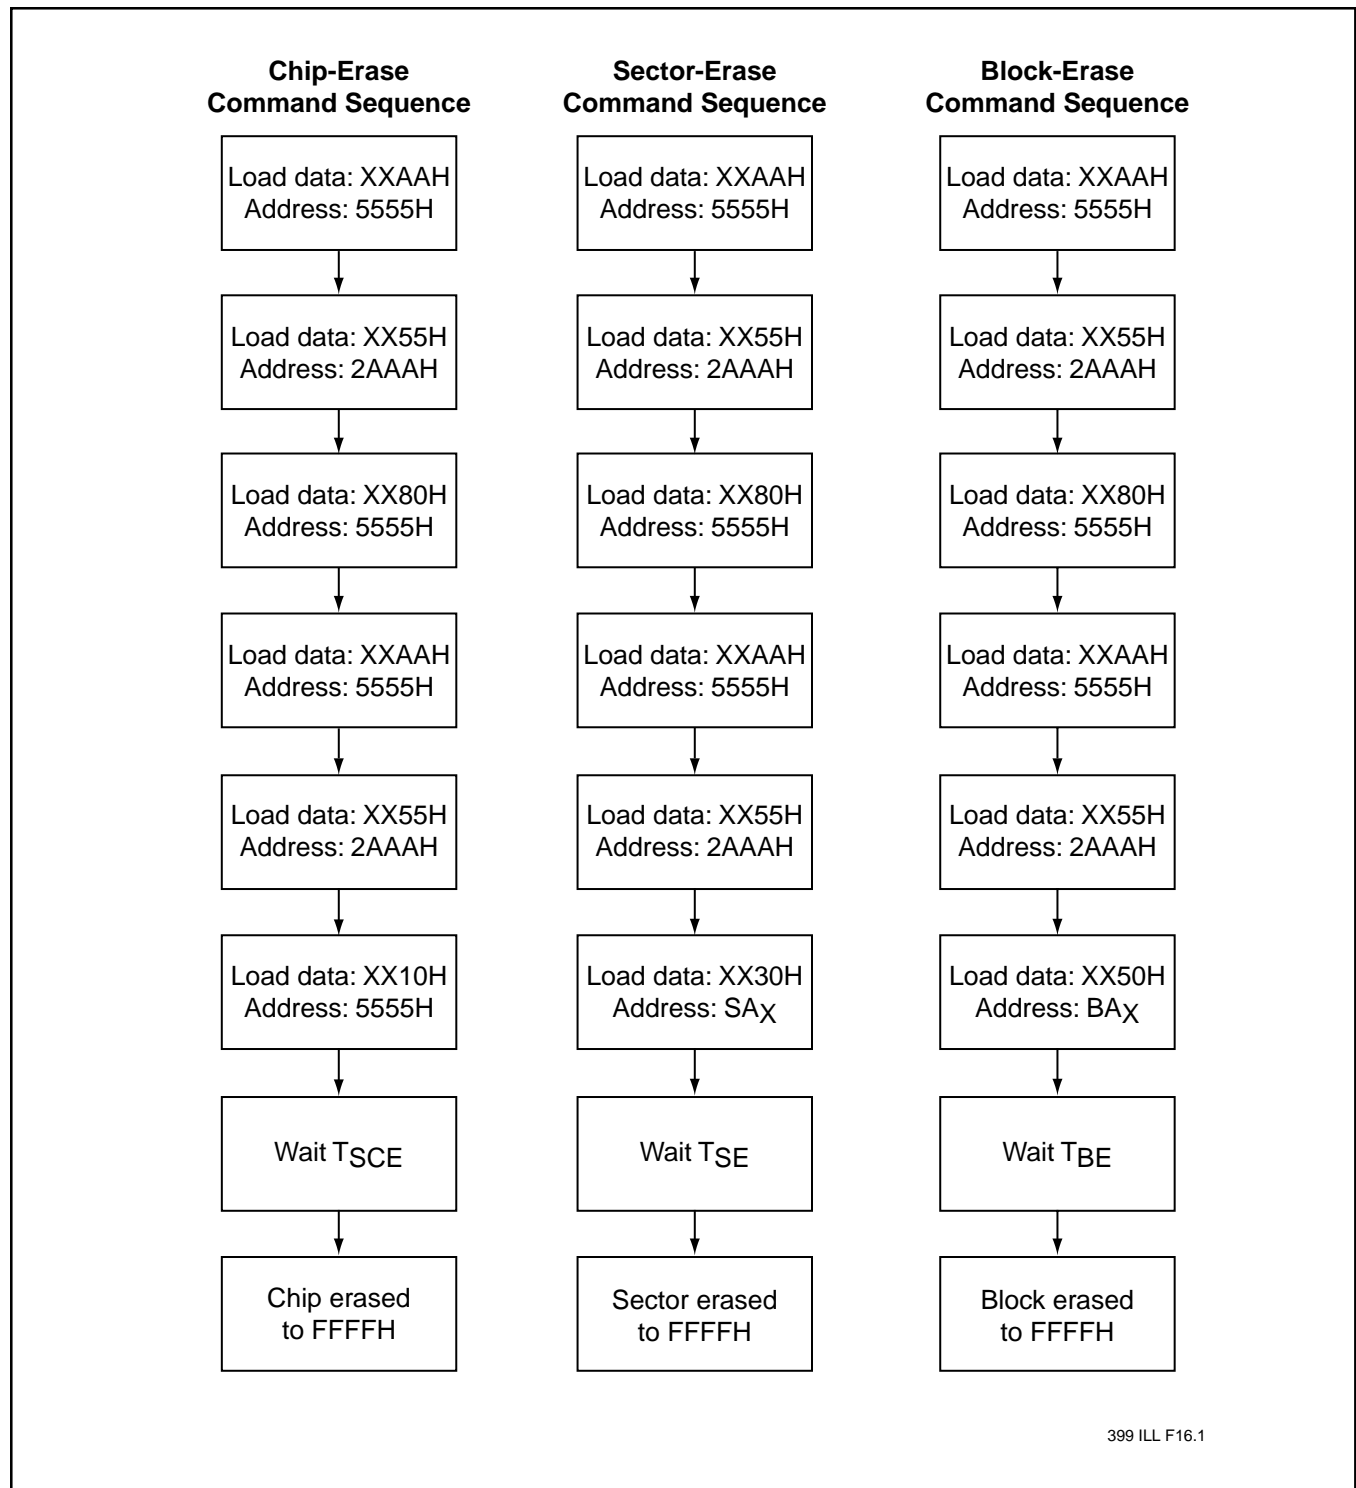 Chip-Erase
Command Sequence
Load data: XXAAH
Address: 5555H
Load data: XX55H
Address: 2AAAH
Load data: XX80H
Address: 5555H
Load data: XXAAH
Address: 5555H
Load data: XX55H
Address: 2AAAH
Load data: XX10H
Address: 5555H
Wait TSCE
Chip erased
to FFFFH
Sector-Erase
Command Sequence
Load data: XXAAH
Address: 5555H
Load data: XX55H
Address: 2AAAH
Load data: XX80H
Address: 5555H
Load data: XXAAH
Address: 5555H
Load data: XX55H
Address: 2AAAH
Load data: XX30H
Address: SAX
Wait TSE
Sector erased
to FFFFH
Block-Erase
Command Sequence
Load data: XXAAH
Address: 5555H
Load data: XX55H
Address: 2AAAH
Load data: XX80H
Address: 5555H
Load data: XXAAH
Address: 5555H
Load data: XX55H
Address: 2AAAH
Load data: XX50H
Address: BAX
Wait TBE
Block erased
to FFFFH
399 ILL F16.1